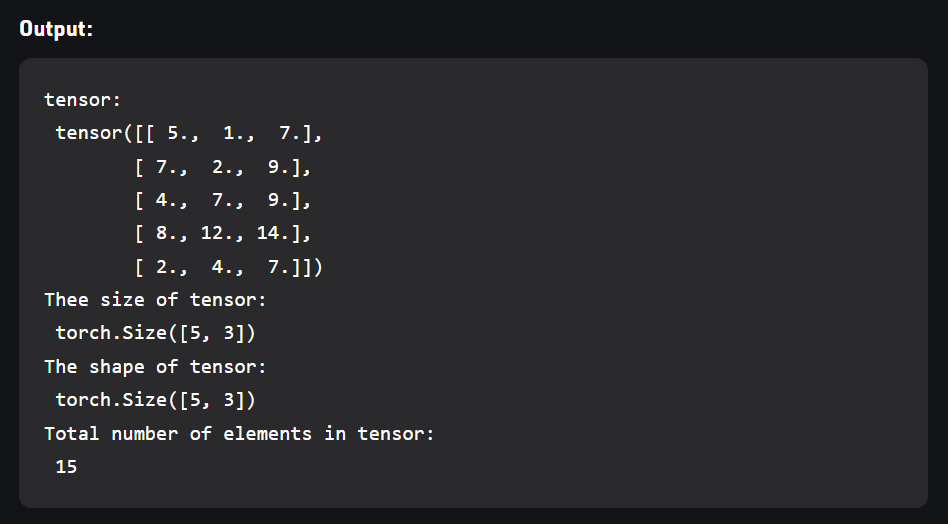 Output:
tensor:
 tensor([[ 5.,  1.,  7.],
        [ 7.,  2.,  9.],
        [ 4.,  7.,  9.],
        [ 8., 12., 14.],
        [ 2.,  4.,  7.]])
Thee size of tensor:
 torch.Size([5, 3])
The shape of tensor:
 torch.Size([5, 3])
Total number of elements in tensor:
 15